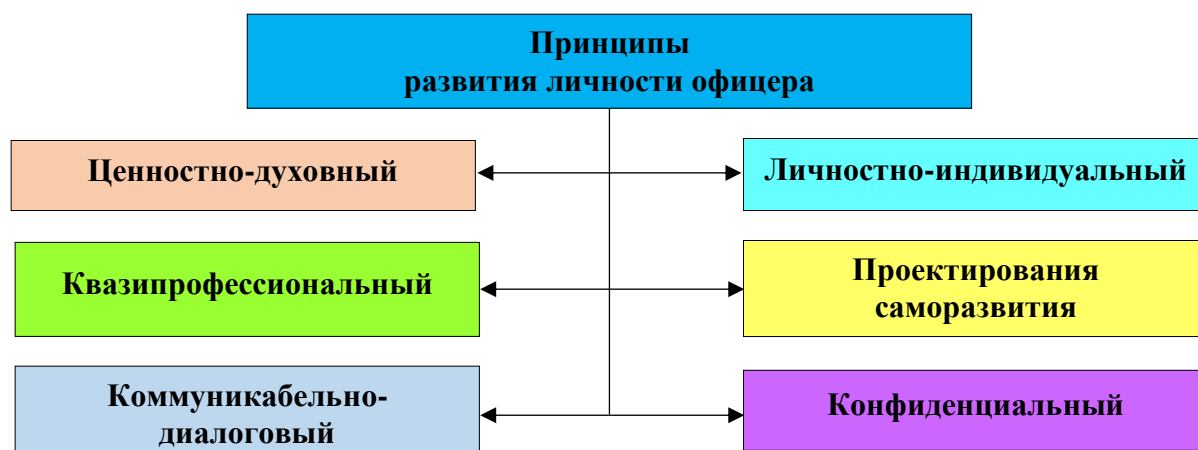 Принципы
развития личности офицера
Ценностно-духовный
Личностно-индивидуальный
Квазипрофессиональный
Проектирования
саморазвития
Коммуникабельно-
диалоговый
Конфиденциальный